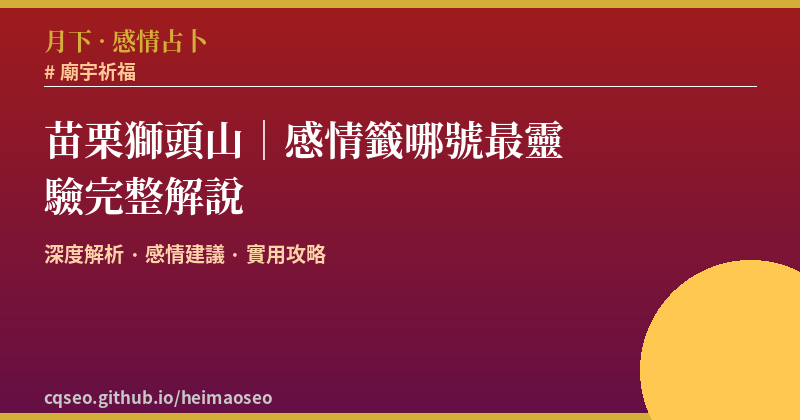 月下 · 感情占卜
# 廟宇祈福
苗栗獅頭山｜感情籤哪號最靈
驗完整解說
深度解析 · 感情建議 · 實用攻略
cqseo.github.io/heimaoseo